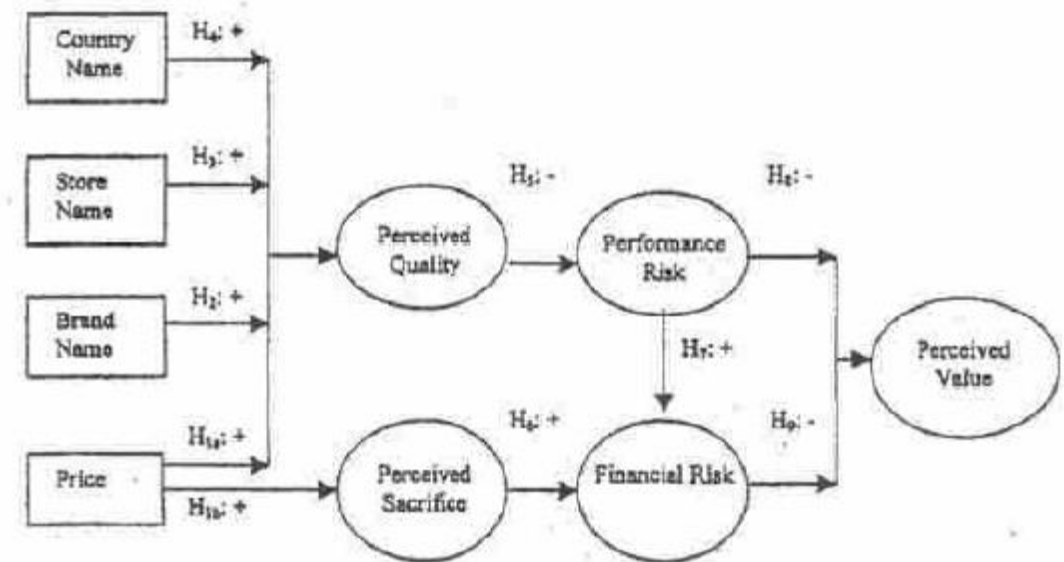 Country
Name
H₄: +
Store
Name
H₃: +
Brand
Name
H₂: +
Price
H₁ₐ: +
H₁b: +
Perceived
Quality
H₅: -
Performance
Risk
H₈: -
H₇: +
Perceived
Sacrifice
H₆: +
Financial Risk
H₉: -
Perceived
Value